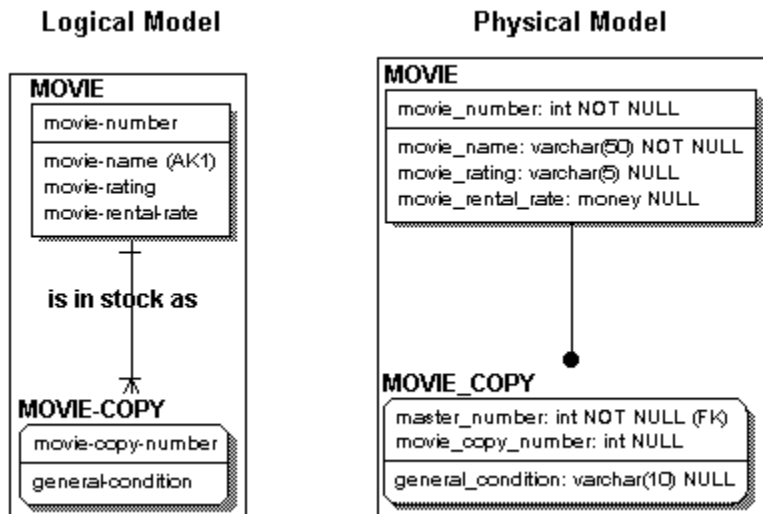 Logical Model
MOVIE
movie-number
movie-name (AK1)
movie-rating
movie-rental-rate
is in stock as
MOVIE-COPY
movie-copy-number
general-condition
Physical Model
MOVIE
movie_number: int NOT NULL
movie_name: varchar(50) NOT NULL
movie_rating: varchar(5) NULL
movie_rental_rate: money NULL
MOVIE_COPY
master_number: int NOT NULL (FK)
movie_copy_number: int NULL
general_condition: varchar(10) NULL